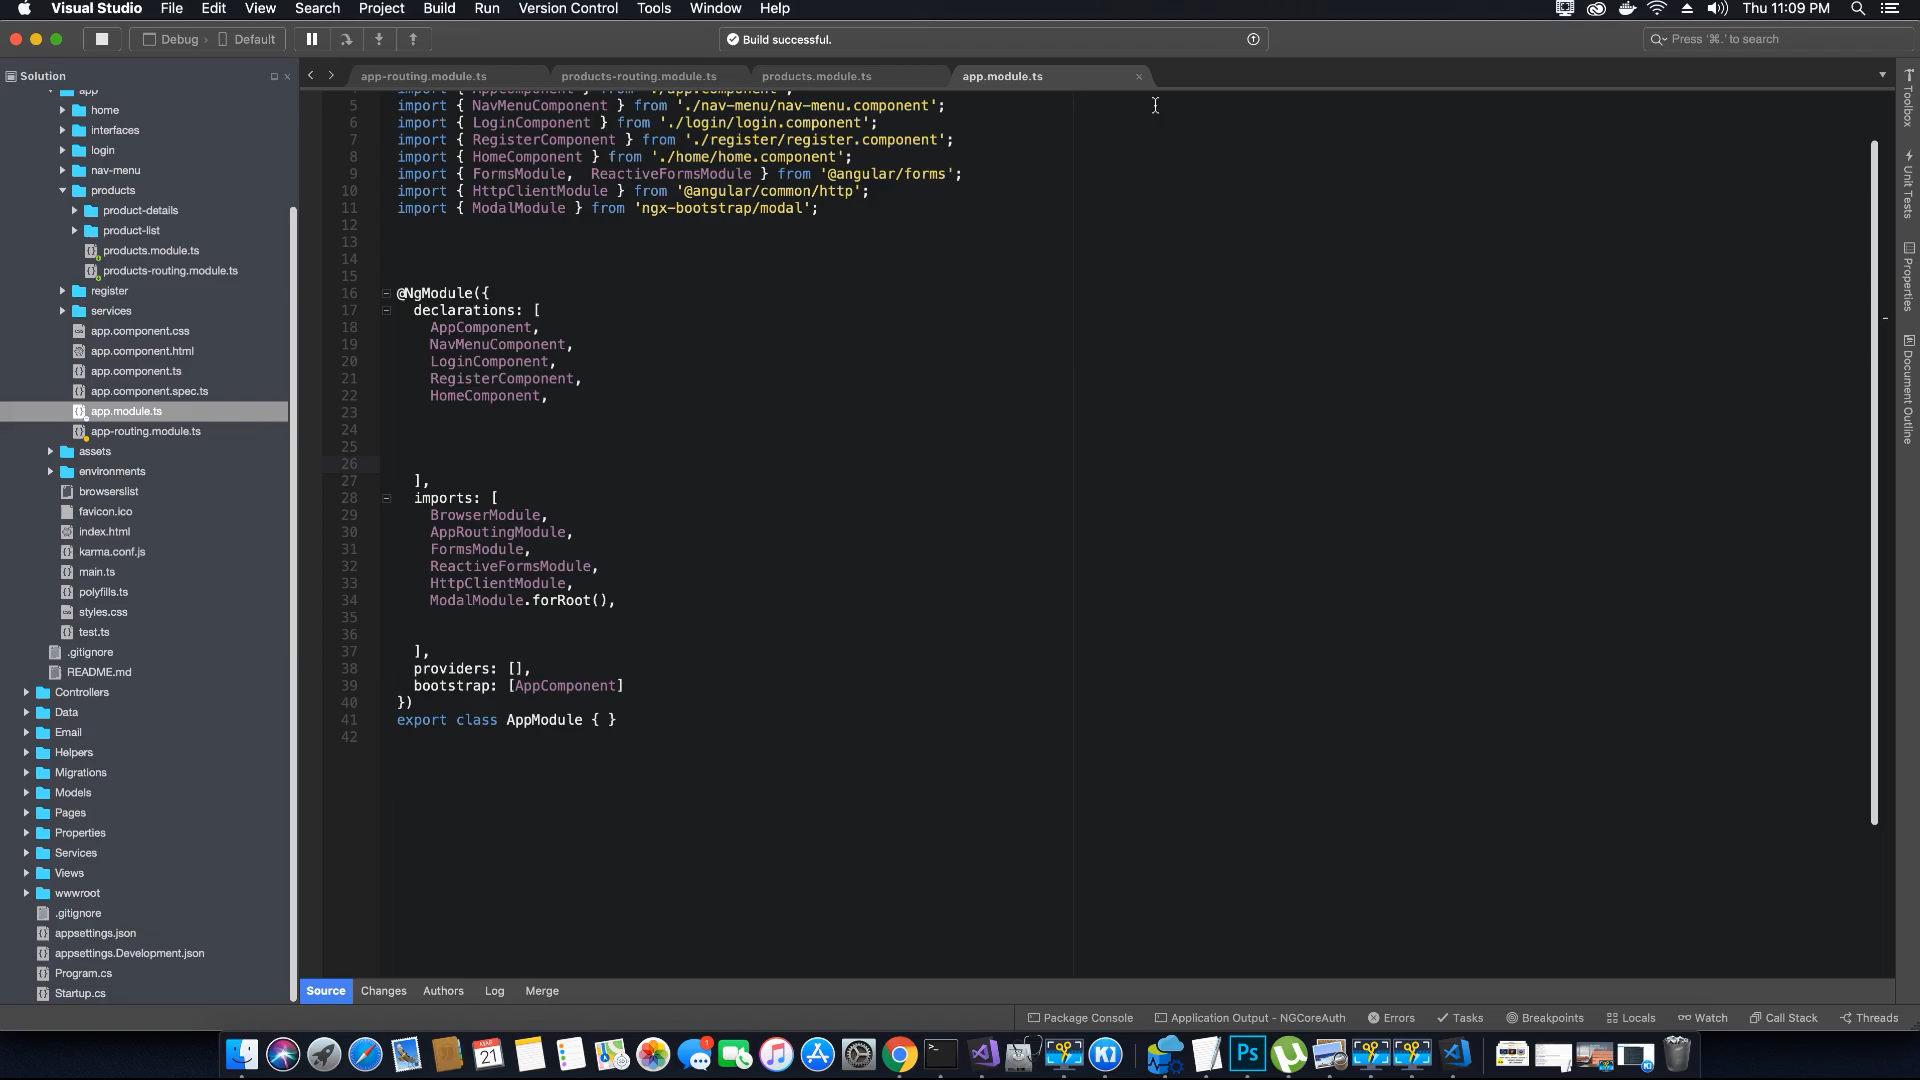 Visual Studio File Edit View Search Project Build Run Version Control Tools Window Help Thu 11:09 PM
Debug › Default Build successful. Press '⌘.' to search
Solution
app-routing.module.ts products-routing.module.ts products.module.ts app.module.ts
app
home
interfaces
login
nav-menu
products
product-details
product-list
products.module.ts
products-routing.module.ts
register
services
app.component.css
app.component.html
app.component.ts
app.component.spec.ts
app.module.ts
app-routing.module.ts
assets
environments
browserslist
favicon.ico
index.html
karma.conf.js
main.ts
polyfills.ts
styles.css
test.ts
.gitignore
README.md
Controllers
Data
Email
Helpers
Migrations
Models
Pages
Properties
Services
Views
wwwroot
.gitignore
appsettings.json
appsettings.Development.json
Program.cs
Startup.cs
4 import { AppComponent } from './app.component';
5 import { NavMenuComponent } from './nav-menu/nav-menu.component';
6 import { LoginComponent } from './login/login.component';
7 import { RegisterComponent } from './register/register.component';
8 import { HomeComponent } from './home/home.component';
9 import { FormsModule, ReactiveFormsModule } from '@angular/forms';
10 import { HttpClientModule } from '@angular/common/http';
11 import { ModalModule } from 'ngx-bootstrap/modal';
12
13
14
15
16 @NgModule({
17 declarations: [
18 AppComponent,
19 NavMenuComponent,
20 LoginComponent,
21 RegisterComponent,
22 HomeComponent,
23
24
25
26
27 ],
28 imports: [
29 BrowserModule,
30 AppRoutingModule,
31 FormsModule,
32 ReactiveFormsModule,
33 HttpClientModule,
34 ModalModule.forRoot(),
35
36
37 ],
38 providers: [],
39 bootstrap: [AppComponent]
40 })
41 export class AppModule { }
42
Toolbox
Unit Tests
Properties
Document Outline
Source Changes Authors Log Merge
Package Console Application Output - NGCoreAuth Errors Tasks Breakpoints Locals Watch Call Stack Threads
MAR
21
1
Ps